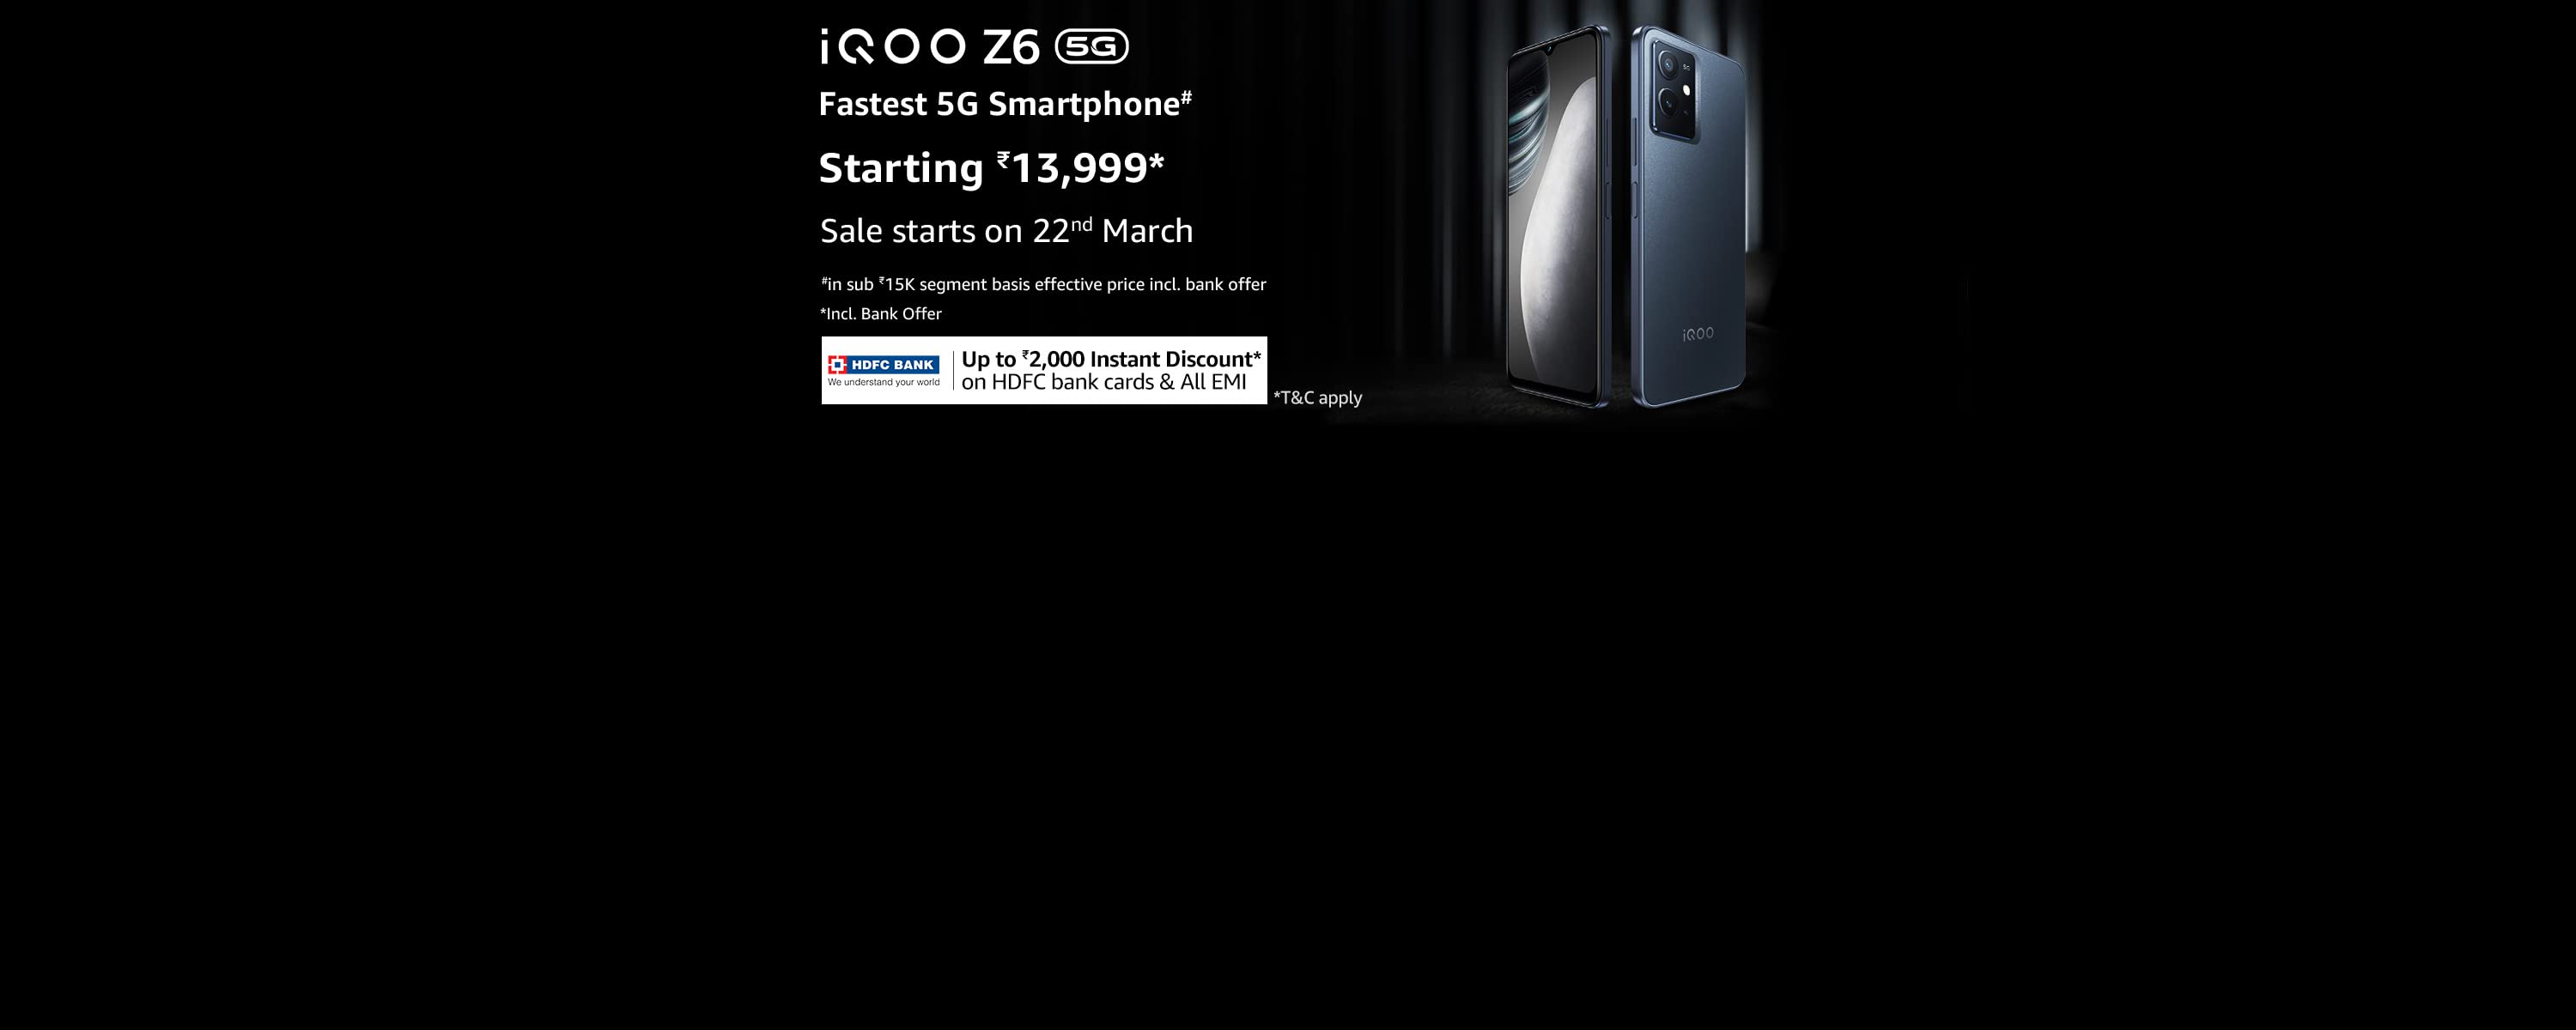 iQOO Z6 5G
Fastest 5G Smartphone#
Starting ₹13,999*
Sale starts on 22nd March
#in sub ₹15K segment basis effective price incl. bank offer
*Incl. Bank Offer
HDFC BANK
We understand your world
Up to ₹2,000 Instant Discount*
on HDFC bank cards & All EMI
*T&C apply
5G
iQOO